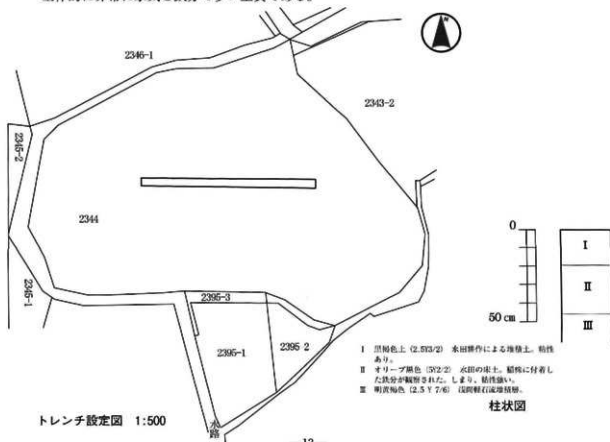 2346-1
2343-2
2345-2
2344
2345-1
2395-3
2395-1
2395 2
水路
トレンチ設定図 1:500
0
50 cm
I
II
III
I 黒褐色土 (2.5Y3/2) 水田耕作による堆積土。粘性
あり。
II オリーブ黒色 (5Y2/2) 水田の床土。稲株に付着し
た鉄分が観察された。しまり、粘性強い。
III 明黄褐色 (2.5 Y 7/6) 浅間軽石流堆積層。
柱状図
12